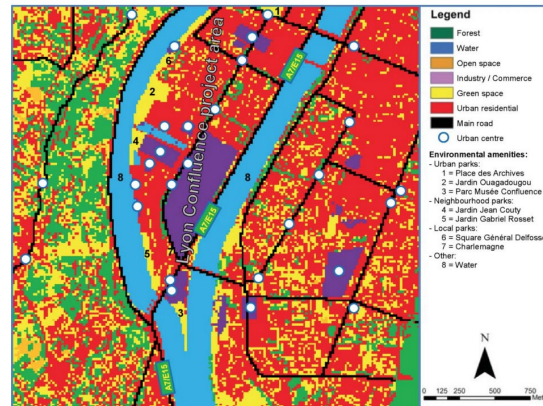 1
6
2
4
8
8
5
3
Lyon Confluence project area
A7/E15
A7/E15
A7/E15
Legend
Forest
Water
Open space
Industry / Commerce
Green space
Urban residential
Main road
Urban centre
Environmental amenities:
- Urban parks:
1 = Place des Archives
2 = Jardin Ouagadougou
3 = Parc Musée Confluence
- Neighbourhood parks:
4 = Jardin Jean Couty
5 = Jardin Gabriel Rosset
- Local parks:
6 = Square Général Delfosse
7 = Charlemagne
- Other:
8 = Water
N
0 125 250 500 750